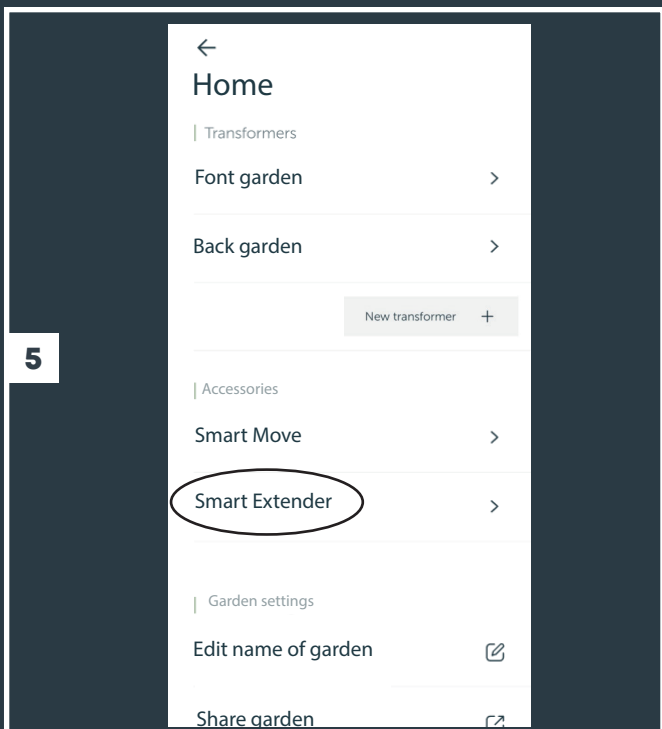 Home
Transformers
Font garden
Back garden
New transformer +
5
Accessories
Smart Move
Smart Extender
Garden settings
Edit name of garden
Share garden